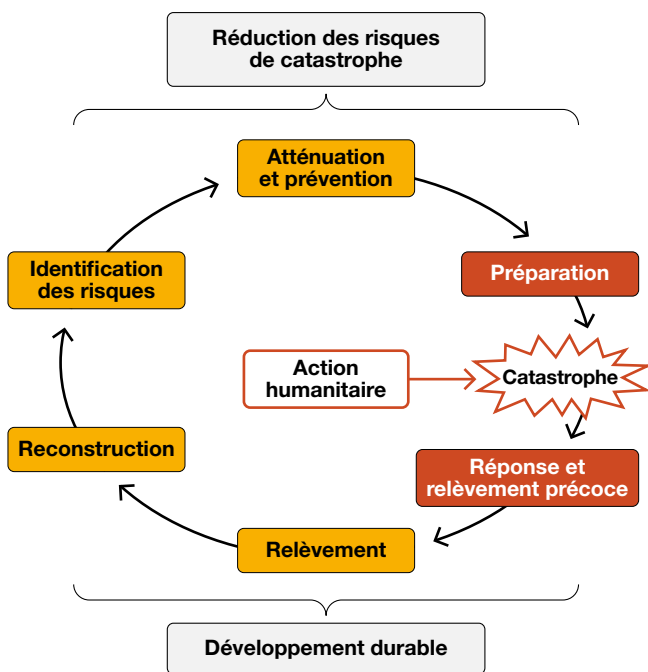 Réduction des risques
de catastrophe
Atténuation
et prévention
Identification
des risques
Préparation
Action
humanitaire
Catastrophe
Reconstruction
Réponse et
relèvement précoce
Relèvement
Développement durable